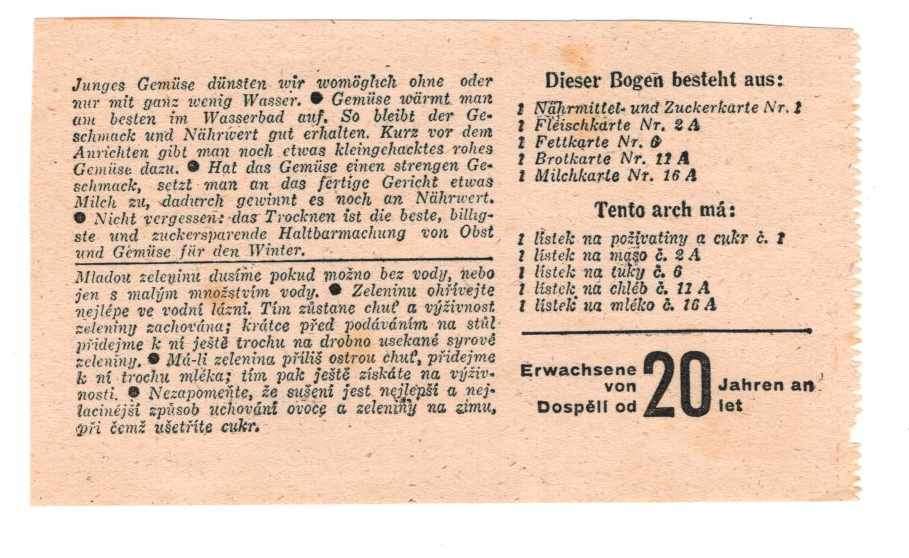 Junges Gemüse dünsten wir womöglich ohne oder
nur mit ganz wenig Wasser. ● Gemüse wärmt man
am besten im Wasserbad auf. So bleibt der Ge-
schmack und Nährwert gut erhalten. Kurz vor dem
Anrichten gibt man noch etwas kleingehacktes rohes
Gemüse dazu. ● Hat das Gemüse einen strengen Ge-
schmack, setzt man an das fertige Gericht etwas
Milch zu, dadurch gewinnt es noch an Nährwert.
● Nicht vergessen: das Trocknen ist die beste, billig-
ste und zuckersparende Haltbarmachung von Obst
und Gemüse für den Winter.
Mladou zeleninu dusíme pokud možno bez vody, nebo
jen s malým množstvím vody. ● Zeleninu ohřívejte
nejlépe ve vodní lázni. Tím zůstane chuť a výživnost
zeleniny zachována; krátce před podáváním na stůl
přidejme k ní ještě trochu na drobno usekané syrové
zeleniny. ● Má-li zelenina příliš ostrou chuť, přidejme
k ní trochu mléka; tím pak ještě získáte na výživ-
nosti. ● Nezapomeňte, že sušení jest nejlepší a nej-
lacinější způsob uchování ovoce a zeleniny na zimu,
při čemž ušetříte cukr.
Dieser Bogen besteht aus:
1 Nährmittel- und Zuckerkarte Nr. 1
1 Fleischkarte Nr. 2 A
1 Fettkarte Nr. 6
1 Brotkarte Nr. 11 A
1 Milchkarte Nr. 16 A
Tento arch má:
1 lístek na poživatiny a cukr č. 1
1 lístek na maso č. 2 A
1 lístek na tuky č. 6
1 lístek na chléb č. 11 A
1 lístek na mléko č. 16 A
Erwachsene von 20 Jahren an
Dospělí od 20 let